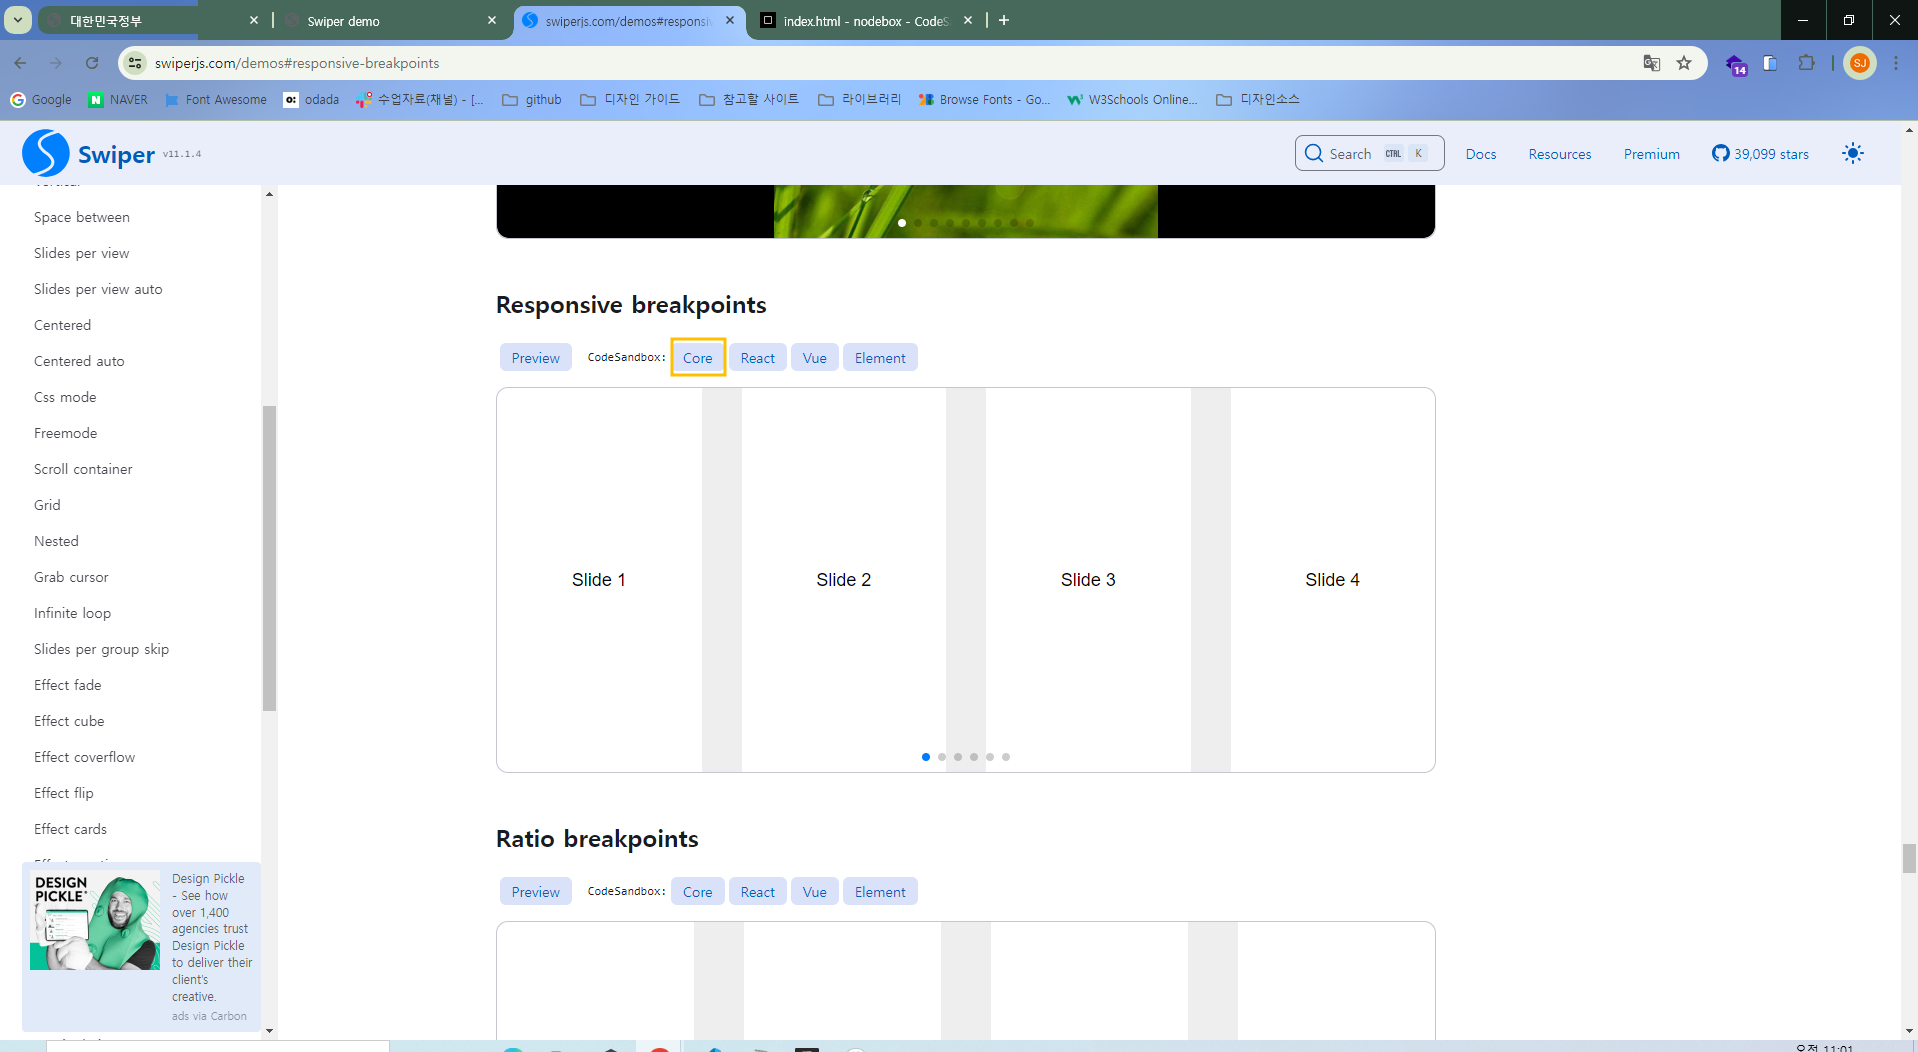 대한민국정부
Swiper demo
swiperjs.com/demos#responsi
index.html - nodebox - CodeS
swiperjs.com/demos#responsive-breakpoints
14
SJ
Google
NAVER
Font Awesome
o: odada
수업자료(채널) - [...
github
디자인 가이드
참고할 사이트
라이브러리
Browse Fonts - Go...
W3Schools Online...
디자인소스
Swiper v11.1.4
Search CTRL K
Docs
Resources
Premium
39,099 stars
Space between
Slides per view
Slides per view auto
Centered
Centered auto
Css mode
Freemode
Scroll container
Grid
Nested
Grab cursor
Infinite loop
Slides per group skip
Effect fade
Effect cube
Effect coverflow
Effect flip
Effect cards
DESIGN
PICKLE
Design Pickle
- See how
over 1,400
agencies trust
Design Pickle
to deliver their
client's
creative.
ads via Carbon
Responsive breakpoints
Preview CodeSandbox: Core React Vue Element
Slide 1
Slide 2
Slide 3
Slide 4
Ratio breakpoints
Preview CodeSandbox: Core React Vue Element
오전 11:01